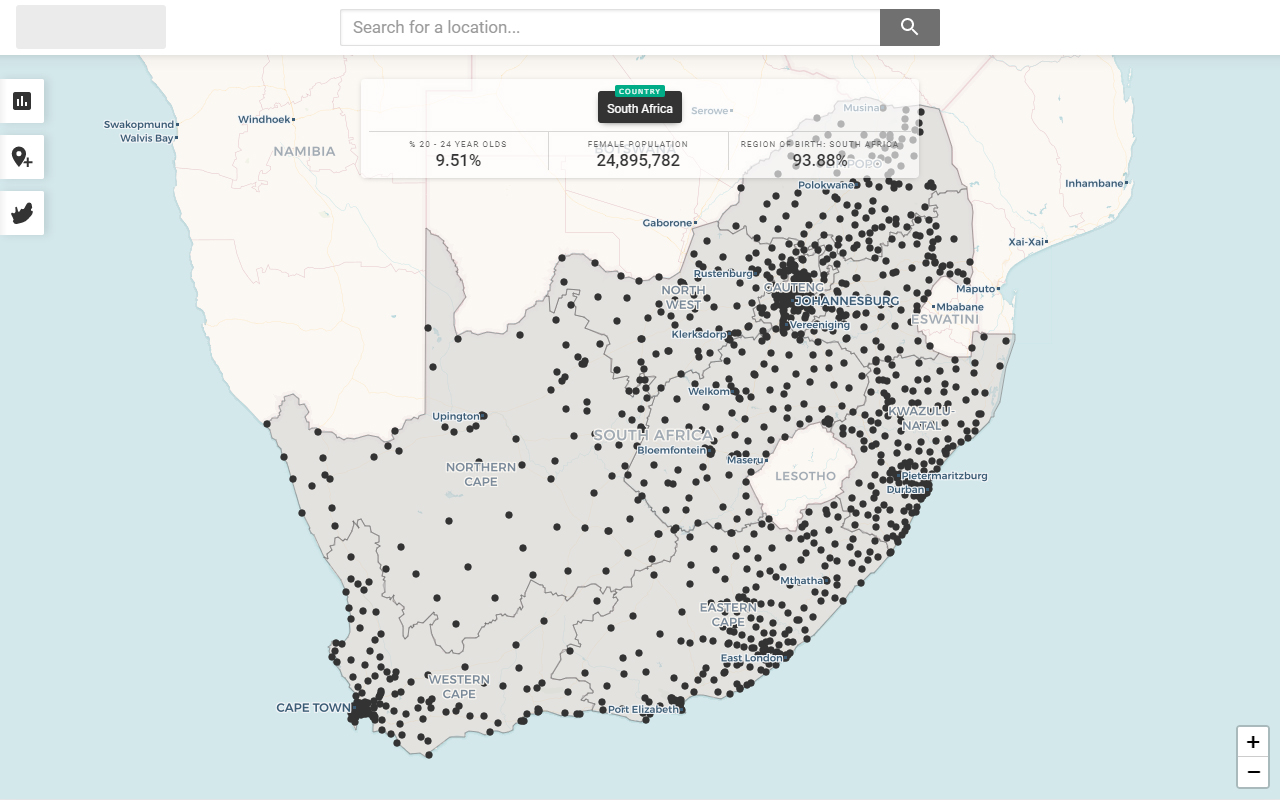 Search for a location...
COUNTRY
South Africa
% 20 - 24 YEAR OLDS
9.51%
FEMALE POPULATION
24,895,782
REGION OF BIRTH: SOUTH AFRICA
93.88%
Serowe
Musina
Swakopmund
Windhoek
Walvis Bay
NAMIBIA
BOTSWANA
POPO
Polokwane
Inhambane
Gaborone
Xai-Xai
Rustenburg
GAUTENG
NORTH
WEST
Maputo
JOHANNESBURG
Mbabane
ESWATINI
Vereeniging
Klerksdorp
Welkom
Upington
KWAZULU-
NATAL
SOUTH AFRICA
Bloemfontein
Maseru
NORTHERN
CAPE
LESOTHO
Pietermaritzburg
Durban
Mthatha
EASTERN
CAPE
East London
WESTERN
CAPE
CAPE TOWN
Port Elizabeth
+
−